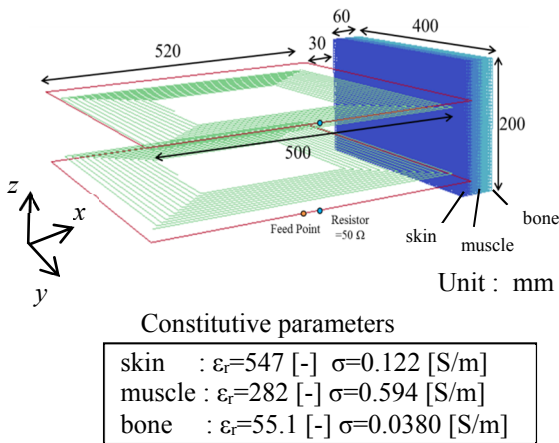 60
400
520
30
200
500
z
x
y
Feed Point
Resistor
=50 Ω
skin
muscle
bone
Unit : mm
Constitutive parameters
skin : εr=547 [-] σ=0.122 [S/m]
muscle : εr=282 [-] σ=0.594 [S/m]
bone : εr=55.1 [-] σ=0.0380 [S/m]